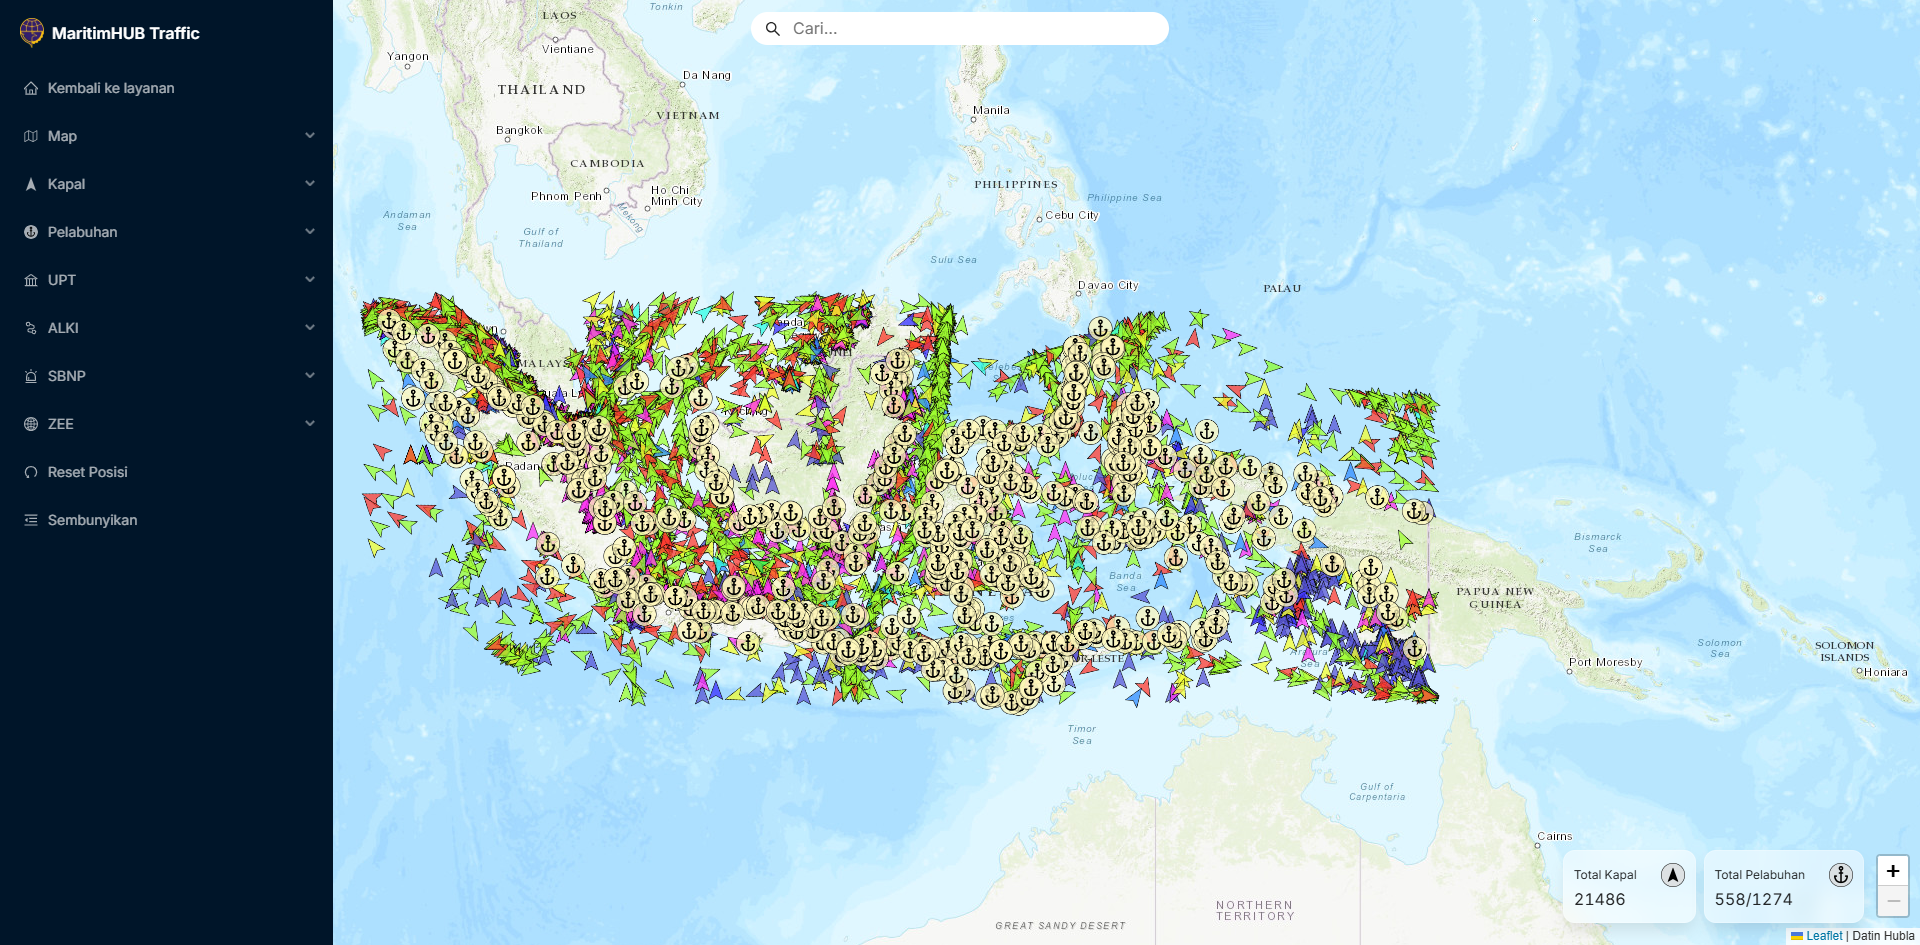 MaritimHUB Traffic
Kembali ke layanan
Map
Kapal
Pelabuhan
UPT
ALKI
SBNP
ZEE
Reset Posisi
Sembunyikan
Cari...
LAOS
Tonkin
Vientiane
Yangon
Da Nang
THAILAND
Manila
VIETNAM
Bangkok
CAMBODIA
PHILIPPINES
Phnom Penh
Ho Chi
Minh City
Mekong
Philippine Sea
Andaman
Sea
Cebu City
Gulf of
Thailand
Sulu Sea
Davao City
PALAU
MALAYS
Padan
Banda
Sea
Bismarck
Sea
PAPUA NEW
GUINEA
Solomon
Sea
SOLOMON
ISLANDS
Honiara
Port Moresby
Arafura
Sea
Timor
Sea
Gulf of
Carpentaria
Cairns
NORTHERN
TERRITORY
GREAT SANDY DESERT
Total Kapal
21486
Total Pelabuhan
558/1274
+
−
Leaflet | Datin Hubla